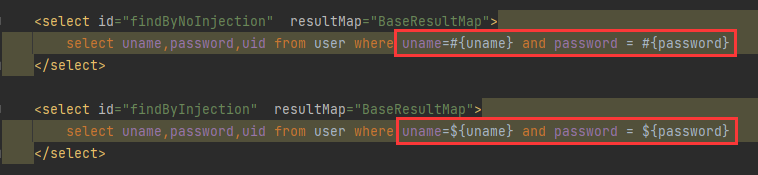 <select id="findByNoInjection"  resultMap="BaseResultMap">
select uname,password,uid from user where uname=#{uname} and password = #{password}
</select>
<select id="findByInjection"  resultMap="BaseResultMap">
select uname,password,uid from user where uname=${uname} and password = ${password}
</select>